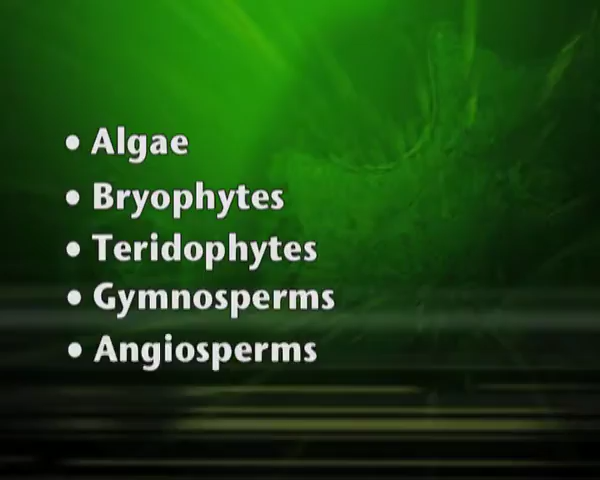 • Algae
• Bryophytes
• Teridophytes
• Gymnosperms
• Angiosperms